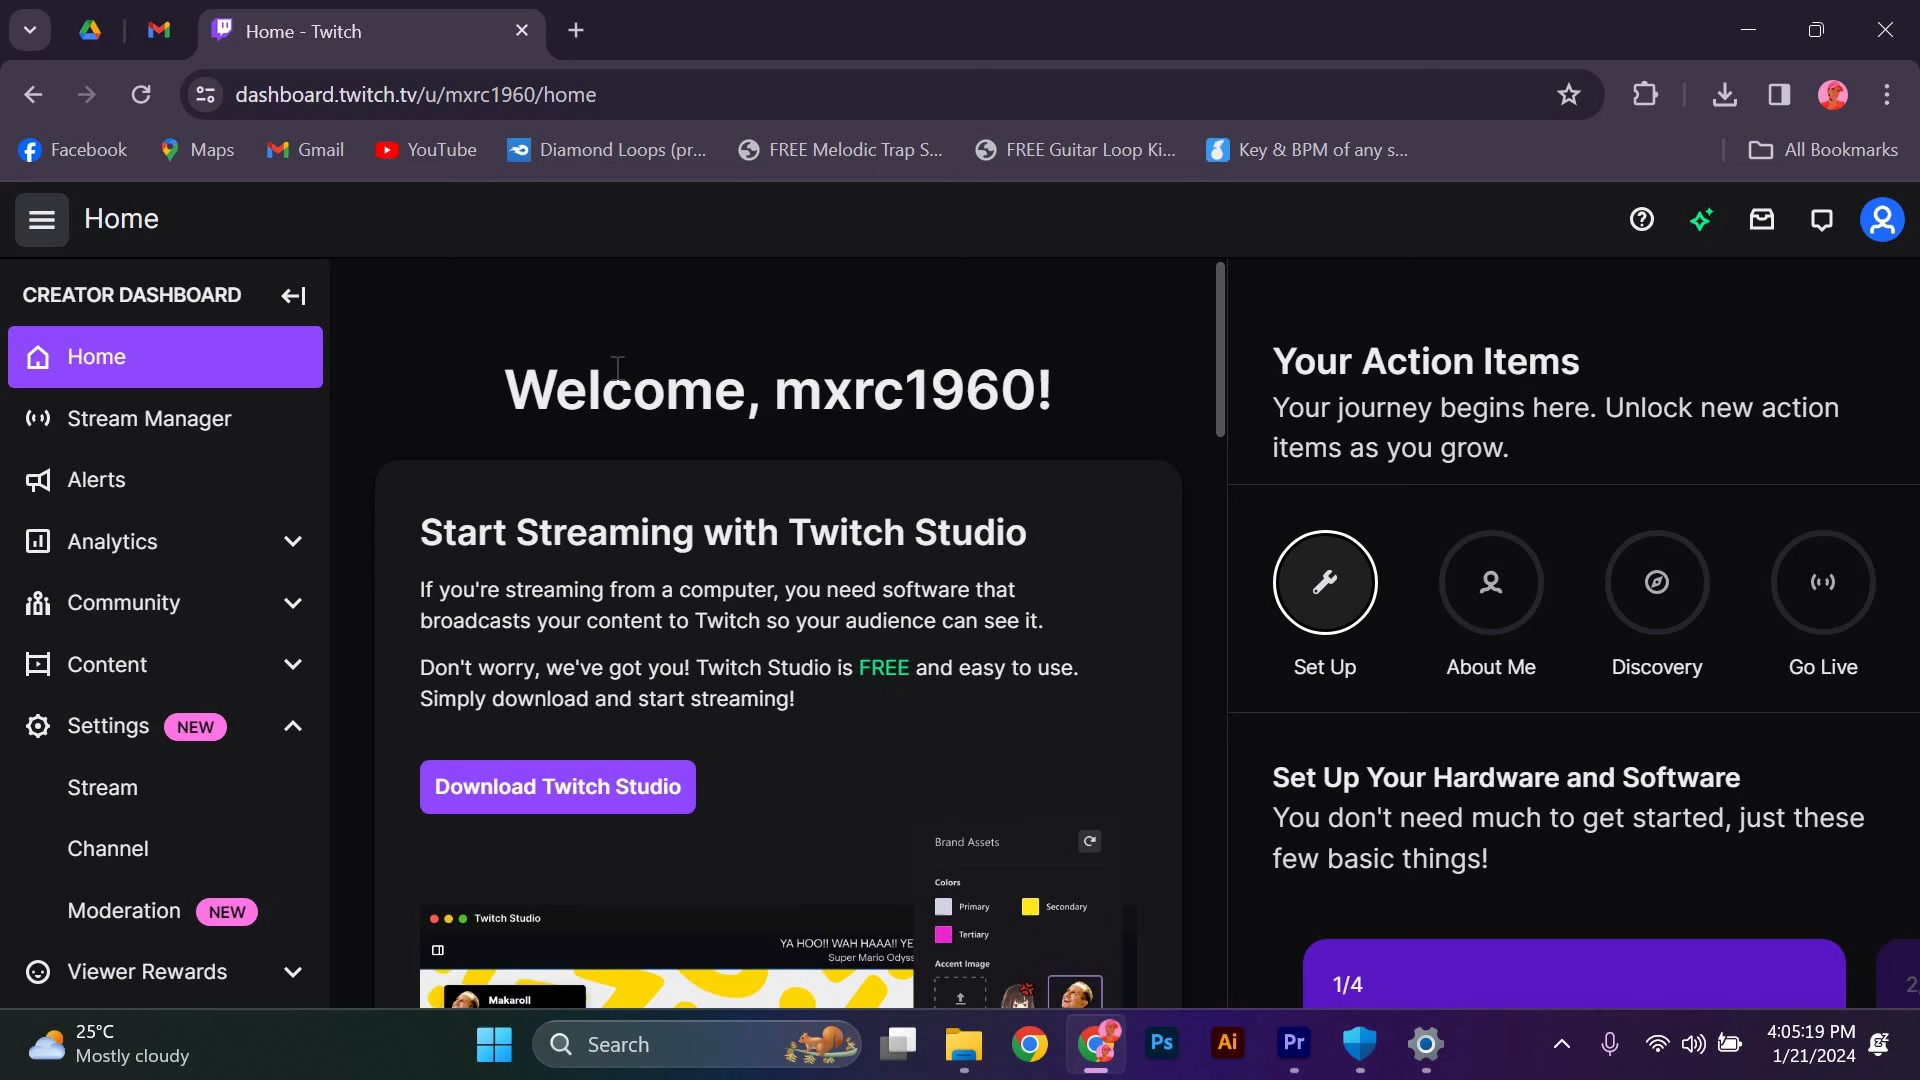 Home - Twitch
dashboard.twitch.tv/u/mxrc1960/home
Facebook
Maps
Gmail
YouTube
Diamond Loops (pr...
FREE Melodic Trap S...
FREE Guitar Loop Ki...
Key & BPM of any s...
All Bookmarks
Home
CREATOR DASHBOARD
Home
Stream Manager
Alerts
Analytics
Community
Content
Settings NEW
Stream
Channel
Moderation NEW
Viewer Rewards
Welcome, mxrc1960!
Start Streaming with Twitch Studio
If you're streaming from a computer, you need software that
broadcasts your content to Twitch so your audience can see it.
Don't worry, we've got you! Twitch Studio is FREE and easy to use.
Simply download and start streaming!
Download Twitch Studio
Brand Assets
Colors
Primary
Secondary
Tertiary
Accent Image
Twitch Studio
YA HOO!! WAH HAAA!! YE
Super Mario Odyss
Makaroll
Your Action Items
Your journey begins here. Unlock new action
items as you grow.
Set Up
About Me
Discovery
Go Live
Set Up Your Hardware and Software
You don't need much to get started, just these
few basic things!
1/4
2
25°C
Mostly cloudy
Search
Ps
Ai
Pr
4:05:19 PM
1/21/2024